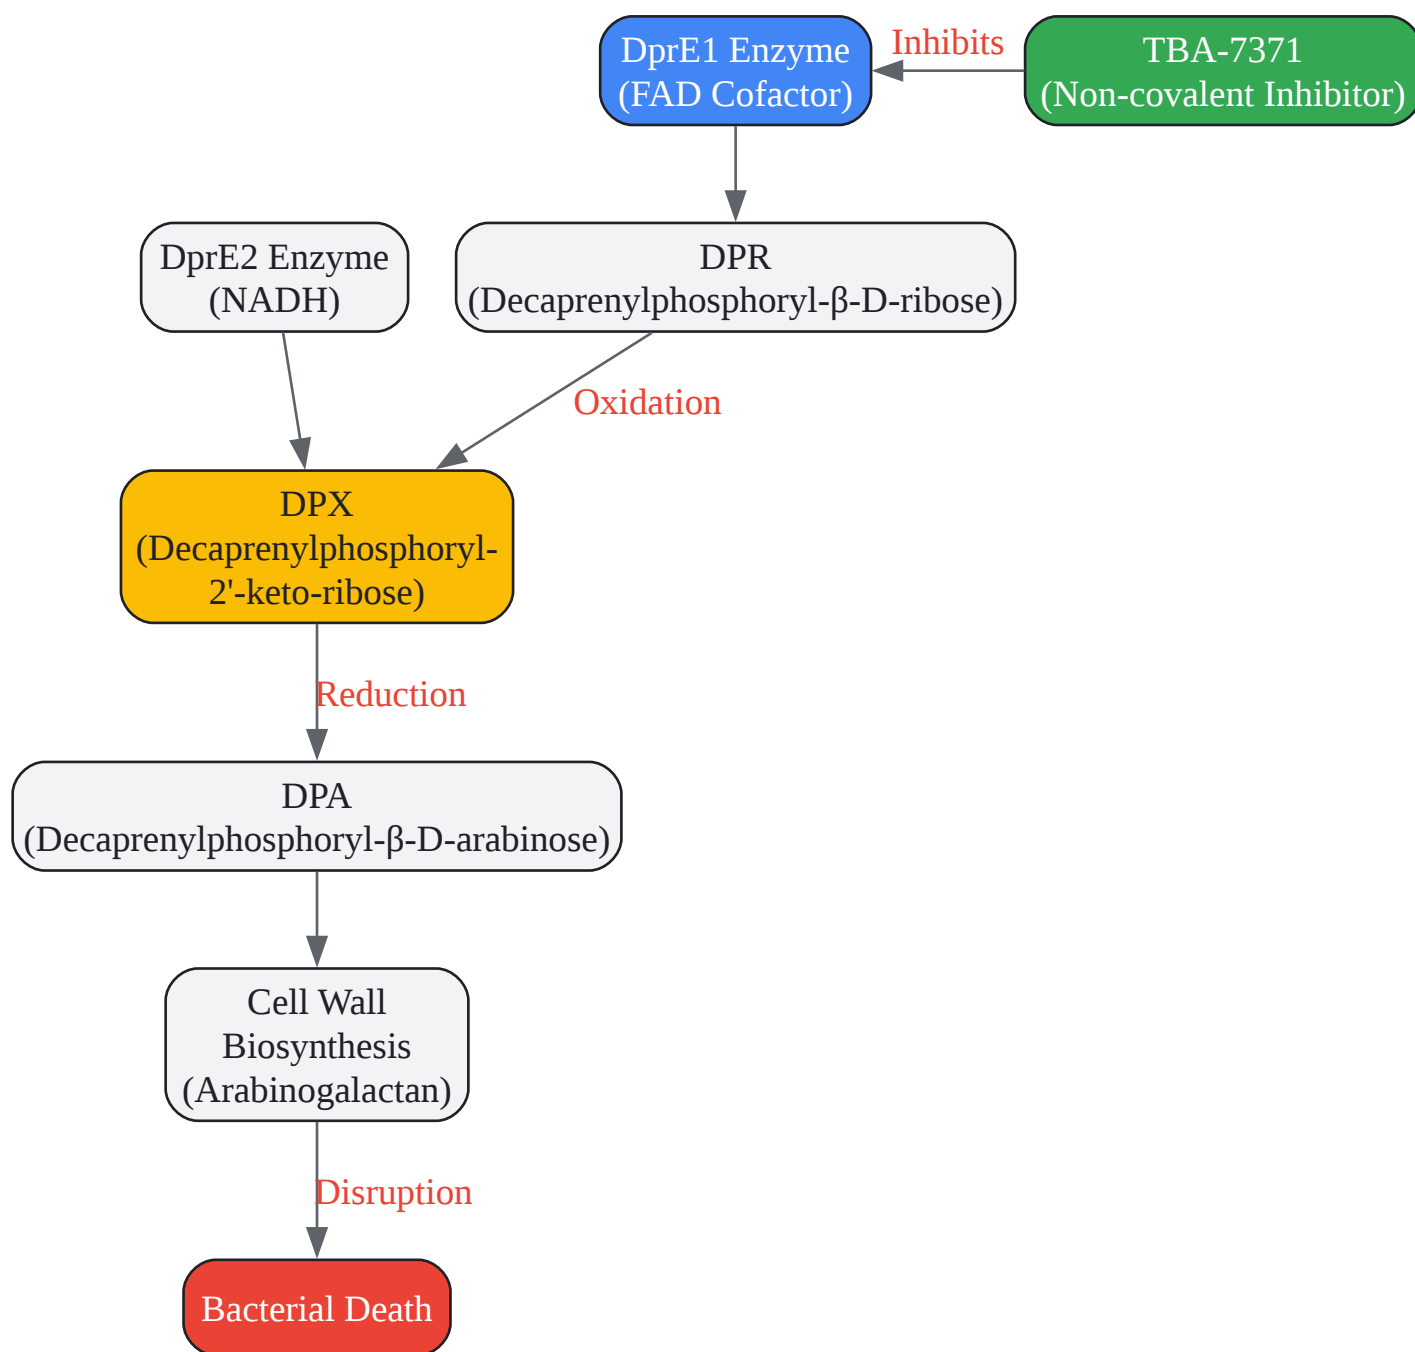 DprE1 Enzyme
(FAD Cofactor)
Inhibits
TBA-7371
(Non-covalent Inhibitor)
DprE2 Enzyme
(NADH)
DPR
(Decaprenylphosphoryl-β-D-ribose)
Oxidation
DPX
(Decaprenylphosphoryl-
2'-keto-ribose)
Reduction
DPA
(Decaprenylphosphoryl-β-D-arabinose)
Cell Wall
Biosynthesis
(Arabinogalactan)
Disruption
Bacterial Death